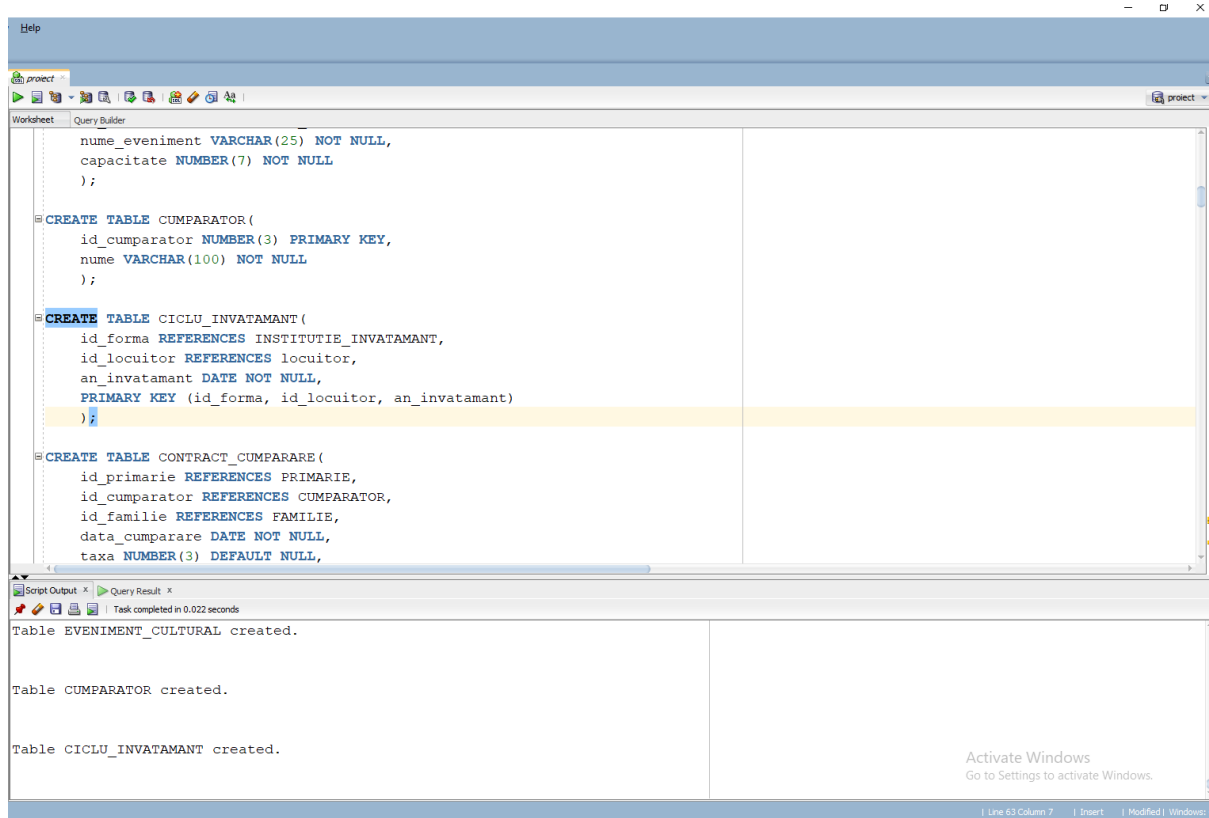 Help
proiect
proiect
Worksheet Query Builder
nume_eveniment VARCHAR(25) NOT NULL,
capacitate NUMBER(7) NOT NULL
);
CREATE TABLE CUMPARATOR(
id_cumparator NUMBER(3) PRIMARY KEY,
nume VARCHAR(100) NOT NULL
);
CREATE TABLE CICLU_INVATAMANT(
id_forma REFERENCES INSTITUTIE_INVATAMANT,
id_locuitor REFERENCES locuitor,
an_invatamant DATE NOT NULL,
PRIMARY KEY (id_forma, id_locuitor, an_invatamant)
);
CREATE TABLE CONTRACT_CUMPARARE(
id_primarie REFERENCES PRIMARIE,
id_cumparator REFERENCES CUMPARATOR,
id_familie REFERENCES FAMILIE,
data_cumparare DATE NOT NULL,
taxa NUMBER(3) DEFAULT NULL,
Script Output x Query Result x
Task completed in 0.022 seconds
Table EVENIMENT_CULTURAL created.
Table CUMPARATOR created.
Table CICLU_INVATAMANT created.
Activate Windows
Go to Settings to activate Windows.
| Line 63 Column 7 | Insert | Modified | Windows: